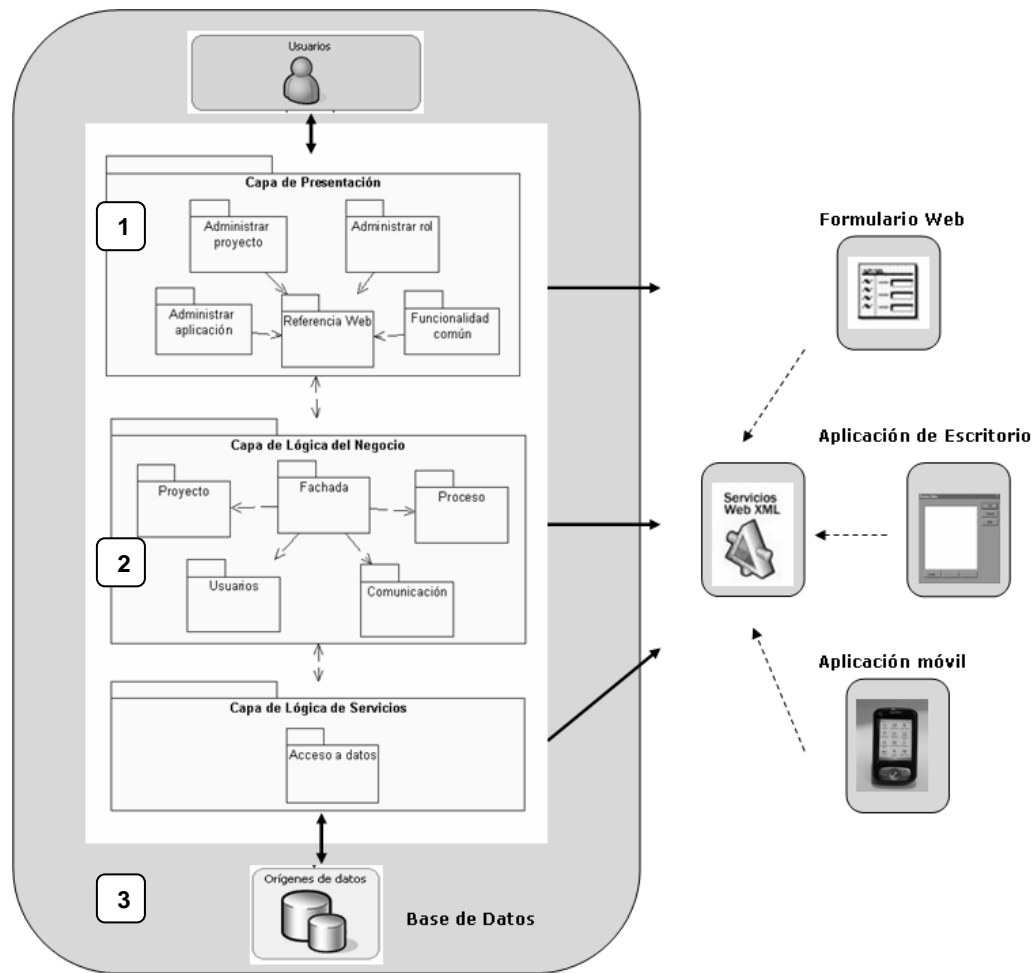 Usuarios
Capa de Presentación
1
Administrar
proyecto
Administrar rol
Administrar
aplicación
Referencia Web
Funcionalidad
común
Capa de Lógica del Negocio
Proyecto
Fachada
Proceso
2
Usuarios
Comunicación
Capa de Lógica de Servicios
Acceso a datos
3
Orígenes de datos
Base de Datos
Formulario Web
Aplicación de Escritorio
Servicios
Web XML
Aplicación móvil